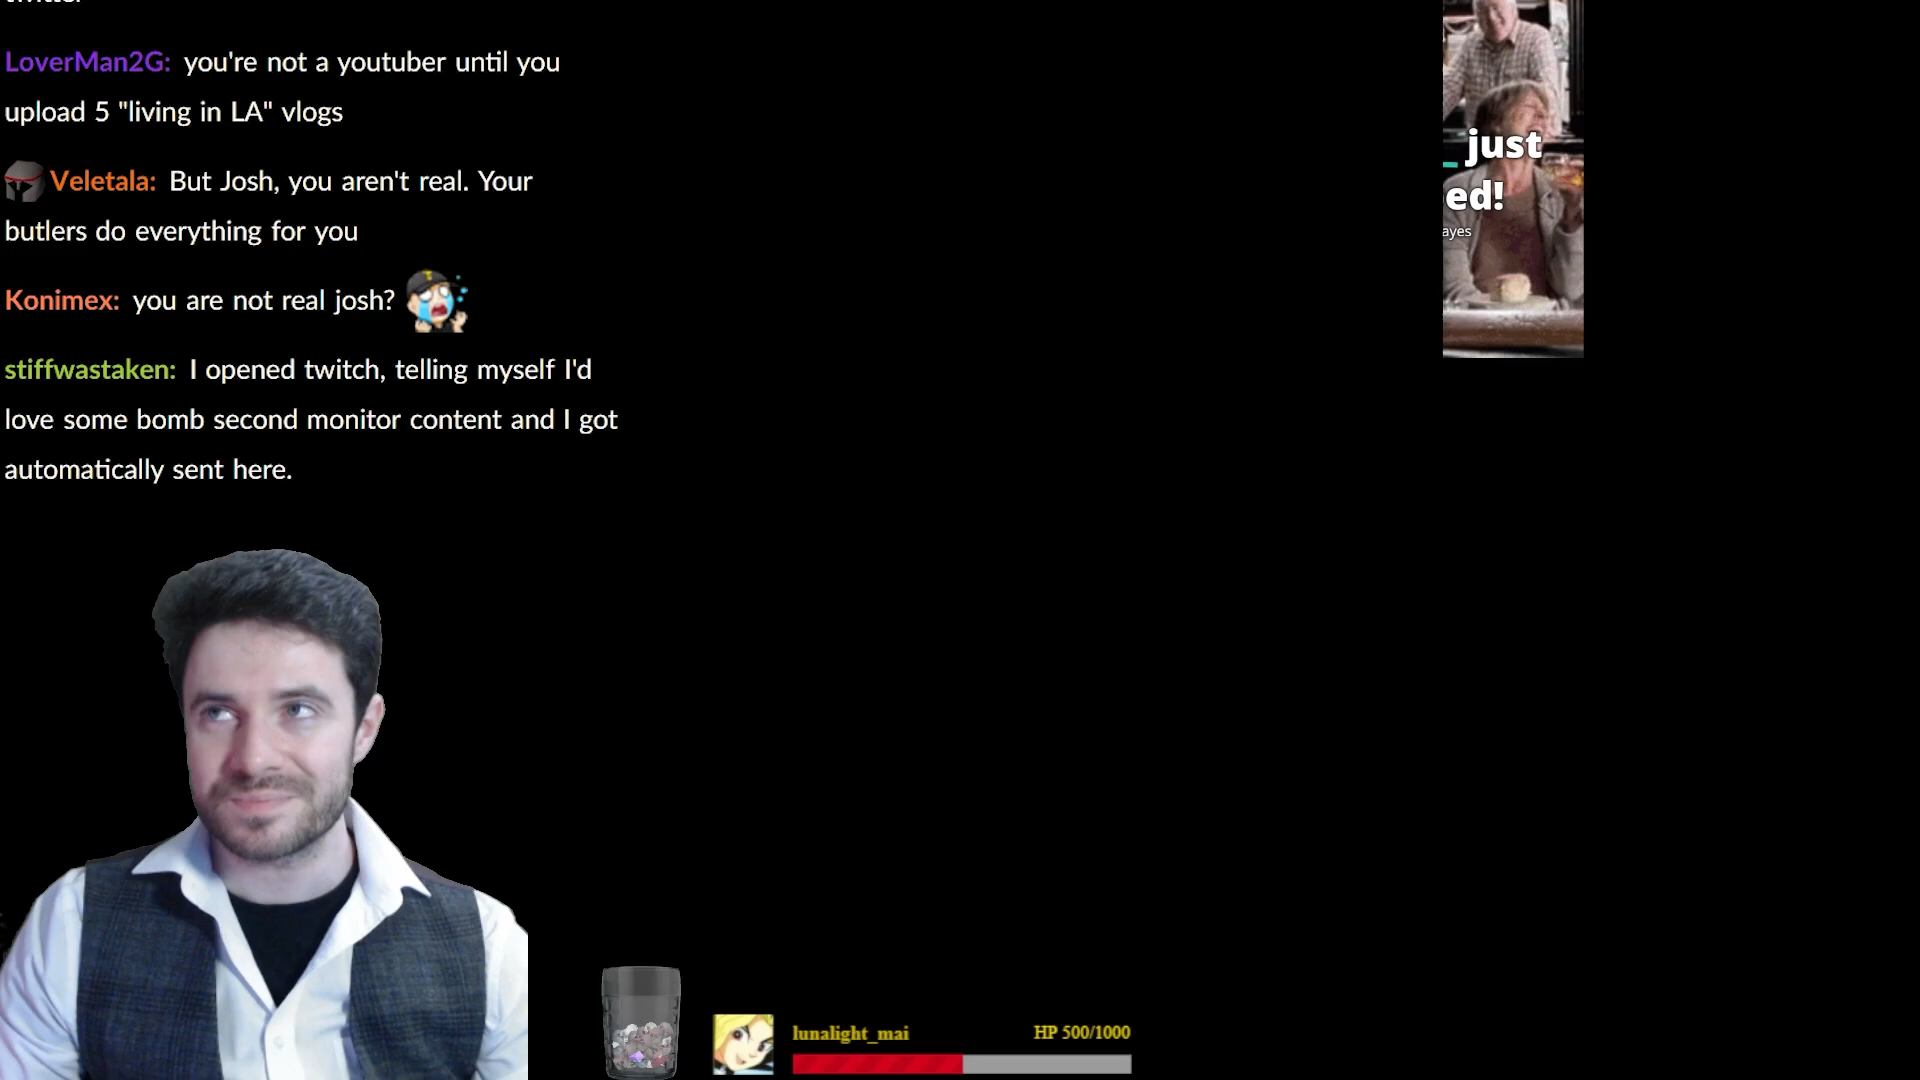 LoverMan2G: you're not a youtuber until you
upload 5 "living in LA" vlogs
Veletala: But Josh, you aren't real. Your
butlers do everything for you
Konimex: you are not real josh?
stiffwastaken: I opened twitch, telling myself I'd
love some bomb second monitor content and I got
automatically sent here.
just
ed!
ayes
lunalight_mai
HP 500/1000